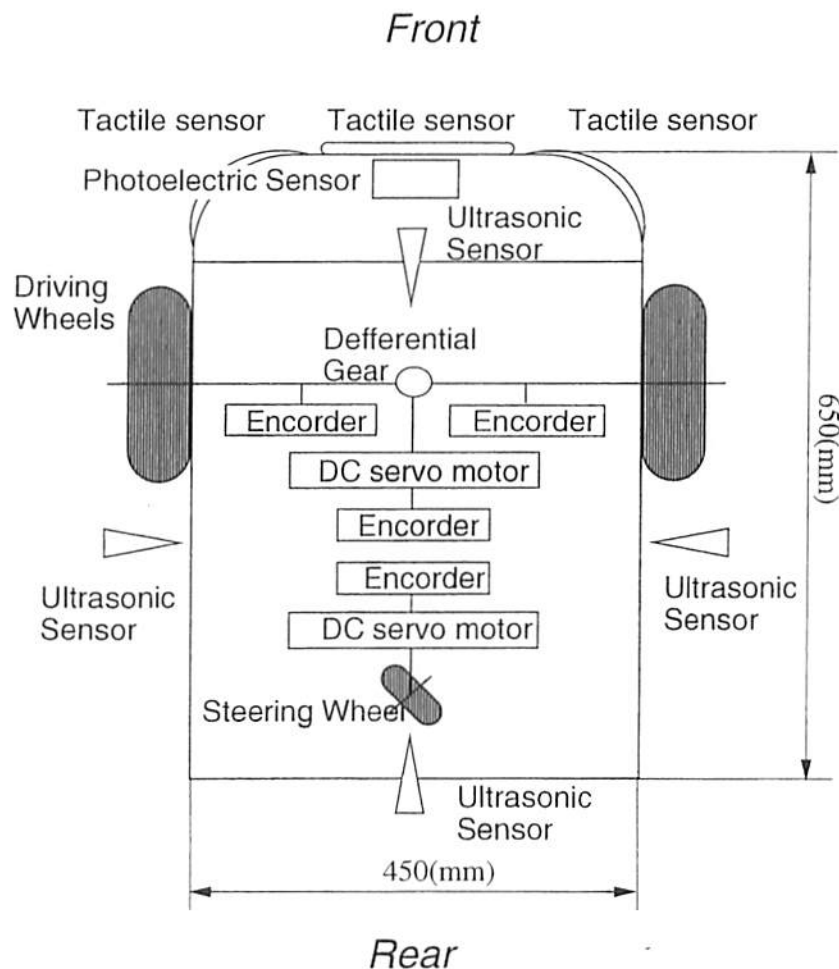 Front
Tactile sensor
Tactile sensor
Tactile sensor
Photoelectric Sensor
Ultrasonic
Sensor
Driving
Wheels
Defferential
Gear
Encorder
Encorder
DC servo motor
650(mm)
Encorder
Encorder
Ultrasonic
Sensor
Ultrasonic
Sensor
DC servo motor
Steering Wheel
Ultrasonic
Sensor
450(mm)
Rear